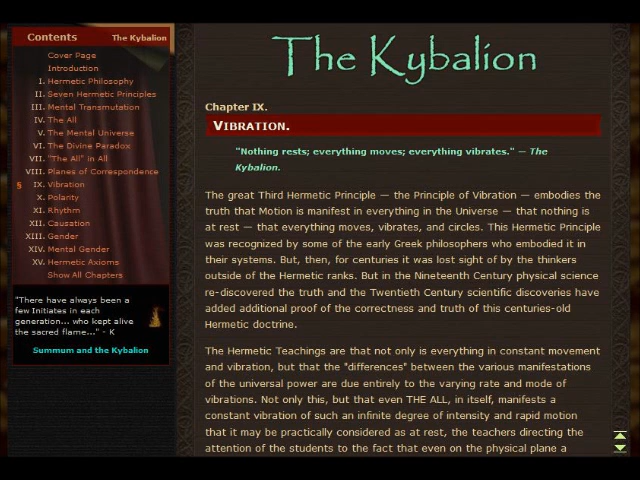 Contents The Kybalion
Cover Page
Introduction
I. Hermetic Philosophy
II. Seven Hermetic Principles
III. Mental Transmutation
IV. The All
V. The Mental Universe
VI. The Divine Paradox
VII. "The All" in All
VIII. Planes of Correspondence
§ IX. Vibration
X. Polarity
XI. Rhythm
XII. Causation
XIII. Gender
XIV. Mental Gender
XV. Hermetic Axioms
Show All Chapters
"There have always been a
few Initiates in each
generation... who kept alive
the sacred flame..." - K
Summum and the Kybalion
The Kybalion
Chapter IX.
VIBRATION.
"Nothing rests; everything moves; everything vibrates." — The
Kybalion.
The great Third Hermetic Principle — the Principle of Vibration — embodies the
truth that Motion is manifest in everything in the Universe — that nothing is
at rest — that everything moves, vibrates, and circles. This Hermetic Principle
was recognized by some of the early Greek philosophers who embodied it in
their systems. But, then, for centuries it was lost sight of by the thinkers
outside of the Hermetic ranks. But in the Nineteenth Century physical science
re-discovered the truth and the Twentieth Century scientific discoveries have
added additional proof of the correctness and truth of this centuries-old
Hermetic doctrine.
The Hermetic Teachings are that not only is everything in constant movement
and vibration, but that the "differences" between the various manifestations
of the universal power are due entirely to the varying rate and mode of
vibrations. Not only this, but that even THE ALL, in itself, manifests a
constant vibration of such an infinite degree of intensity and rapid motion
that it may be practically considered as at rest, the teachers directing the
attention of the students to the fact that even on the physical plane a